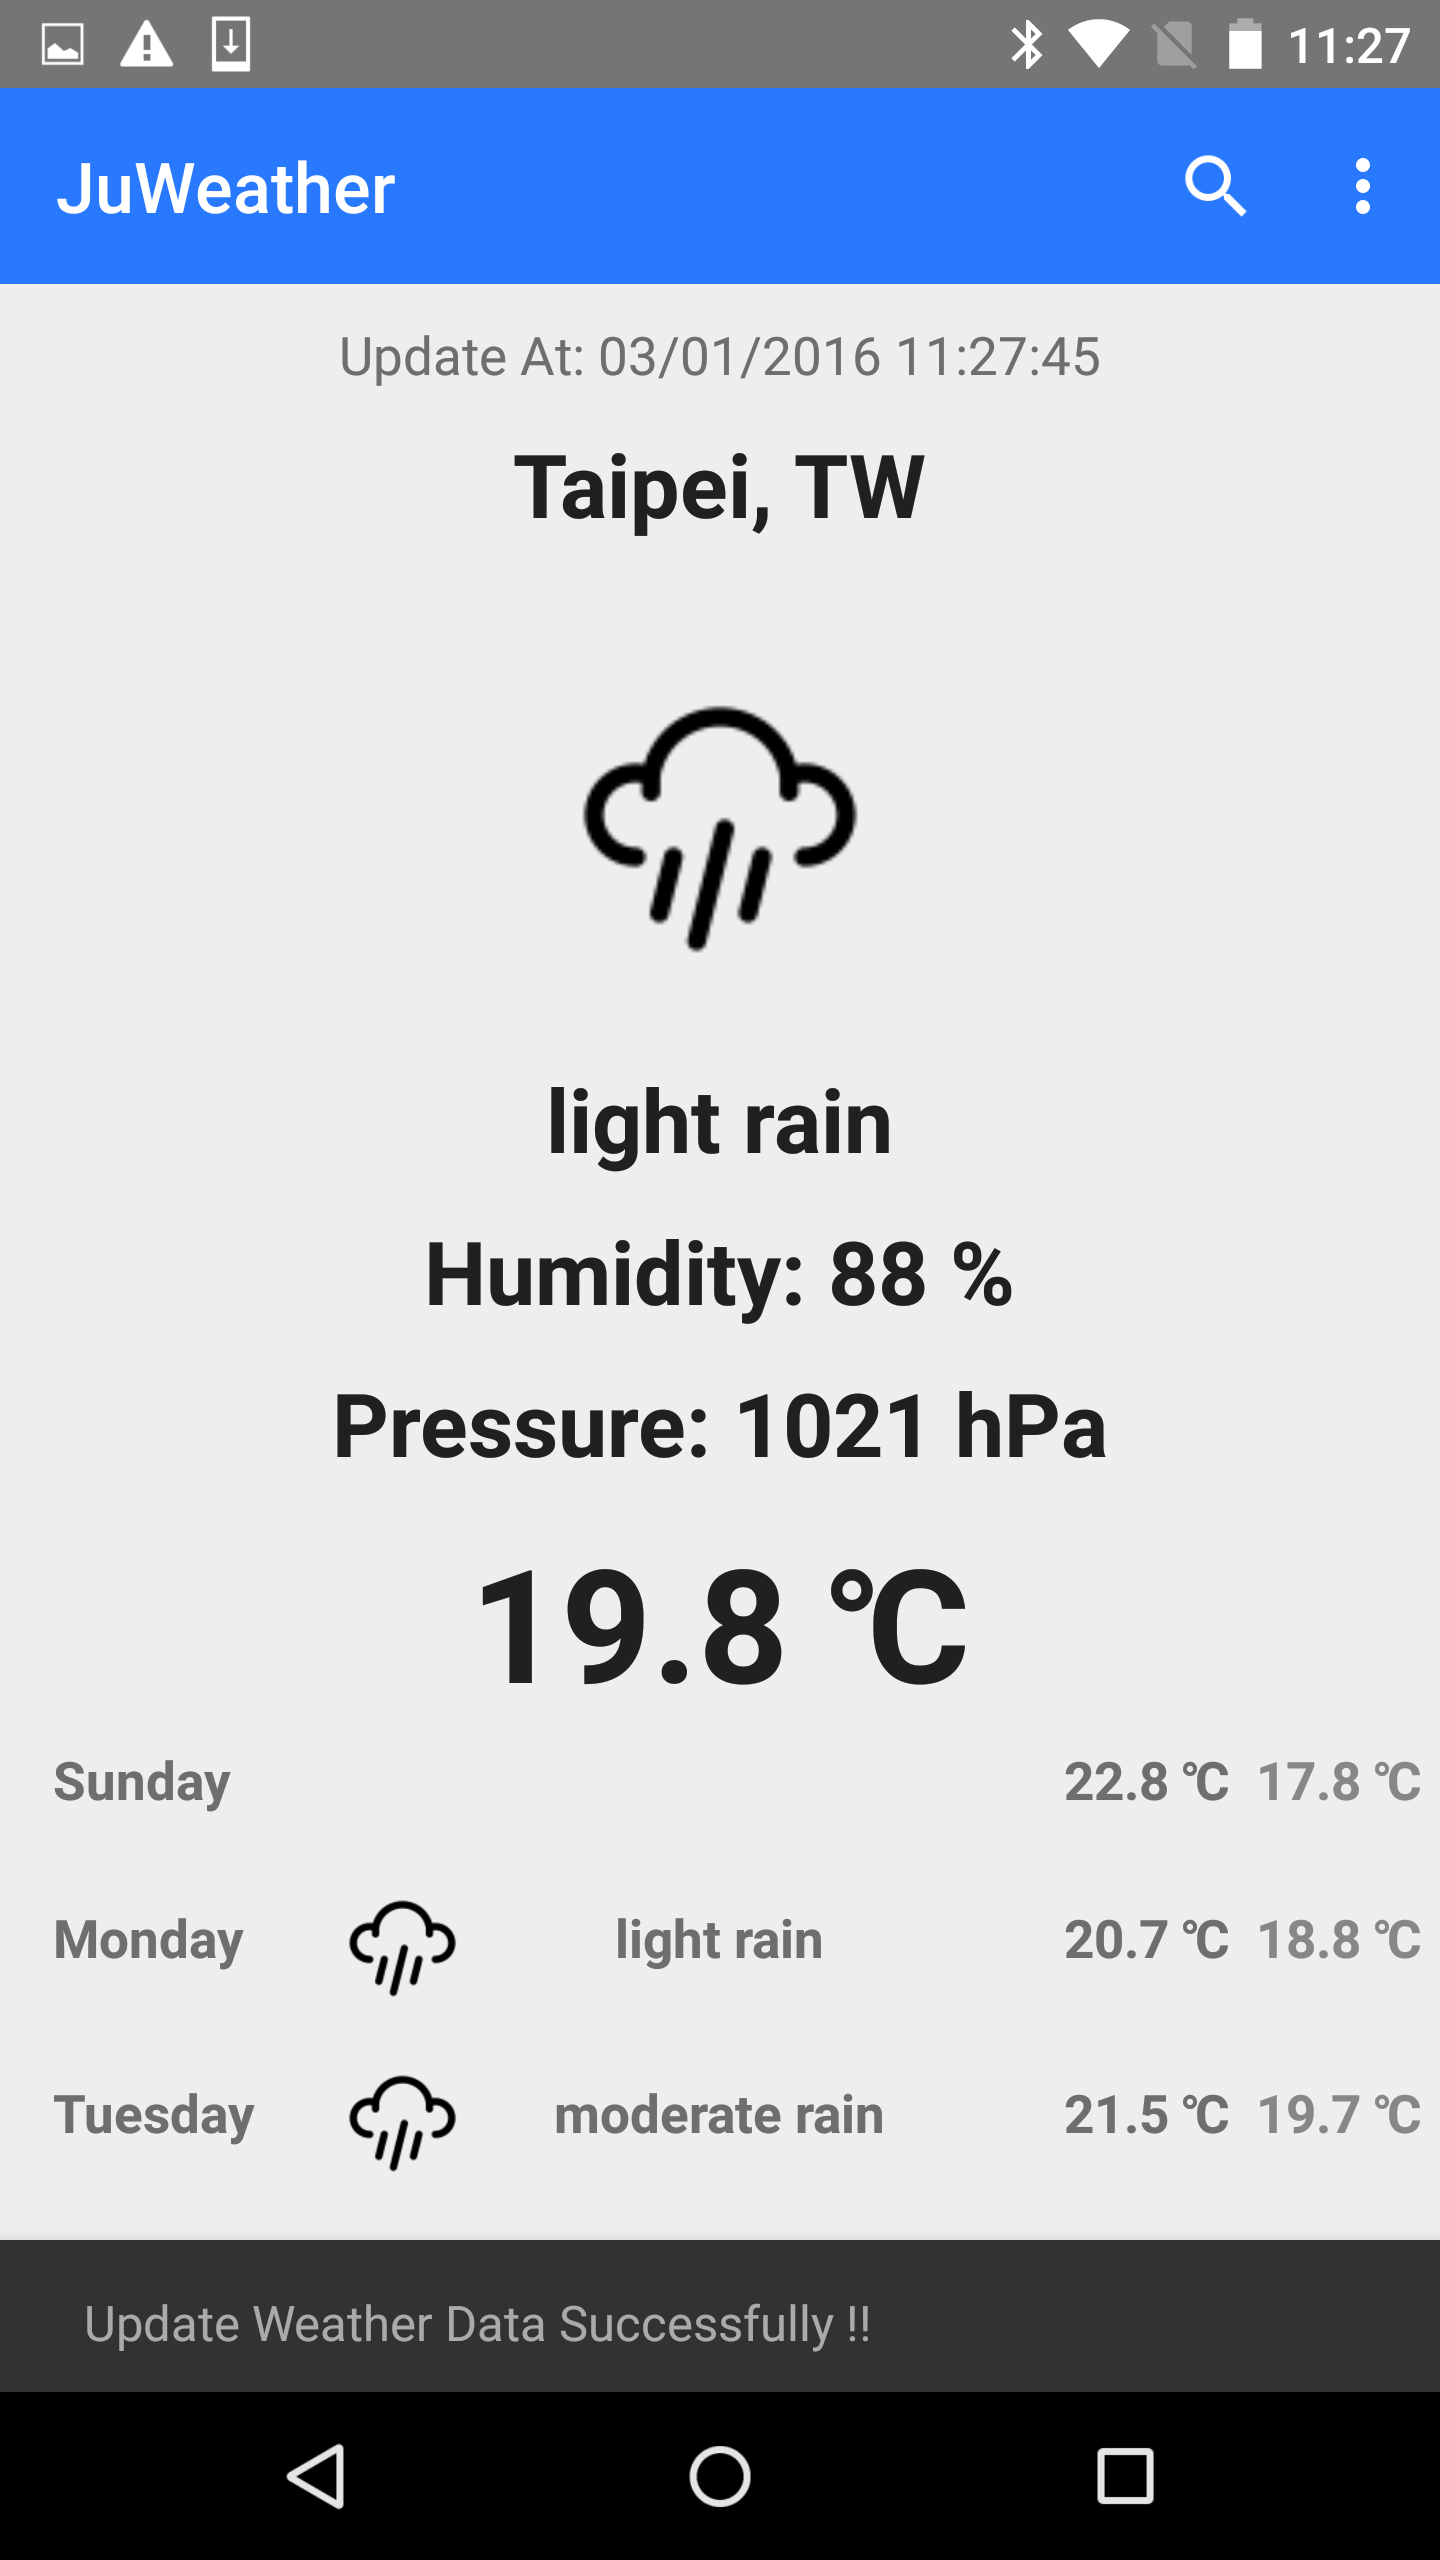 11:27
JuWeather
Update At: 03/01/2016 11:27:45
Taipei, TW
light rain
Humidity: 88 %
Pressure: 1021 hPa
19.8 ℃
Sunday 22.8 ℃ 17.8 ℃
Monday light rain 20.7 ℃ 18.8 ℃
Tuesday moderate rain 21.5 ℃ 19.7 ℃
Update Weather Data Successfully !!